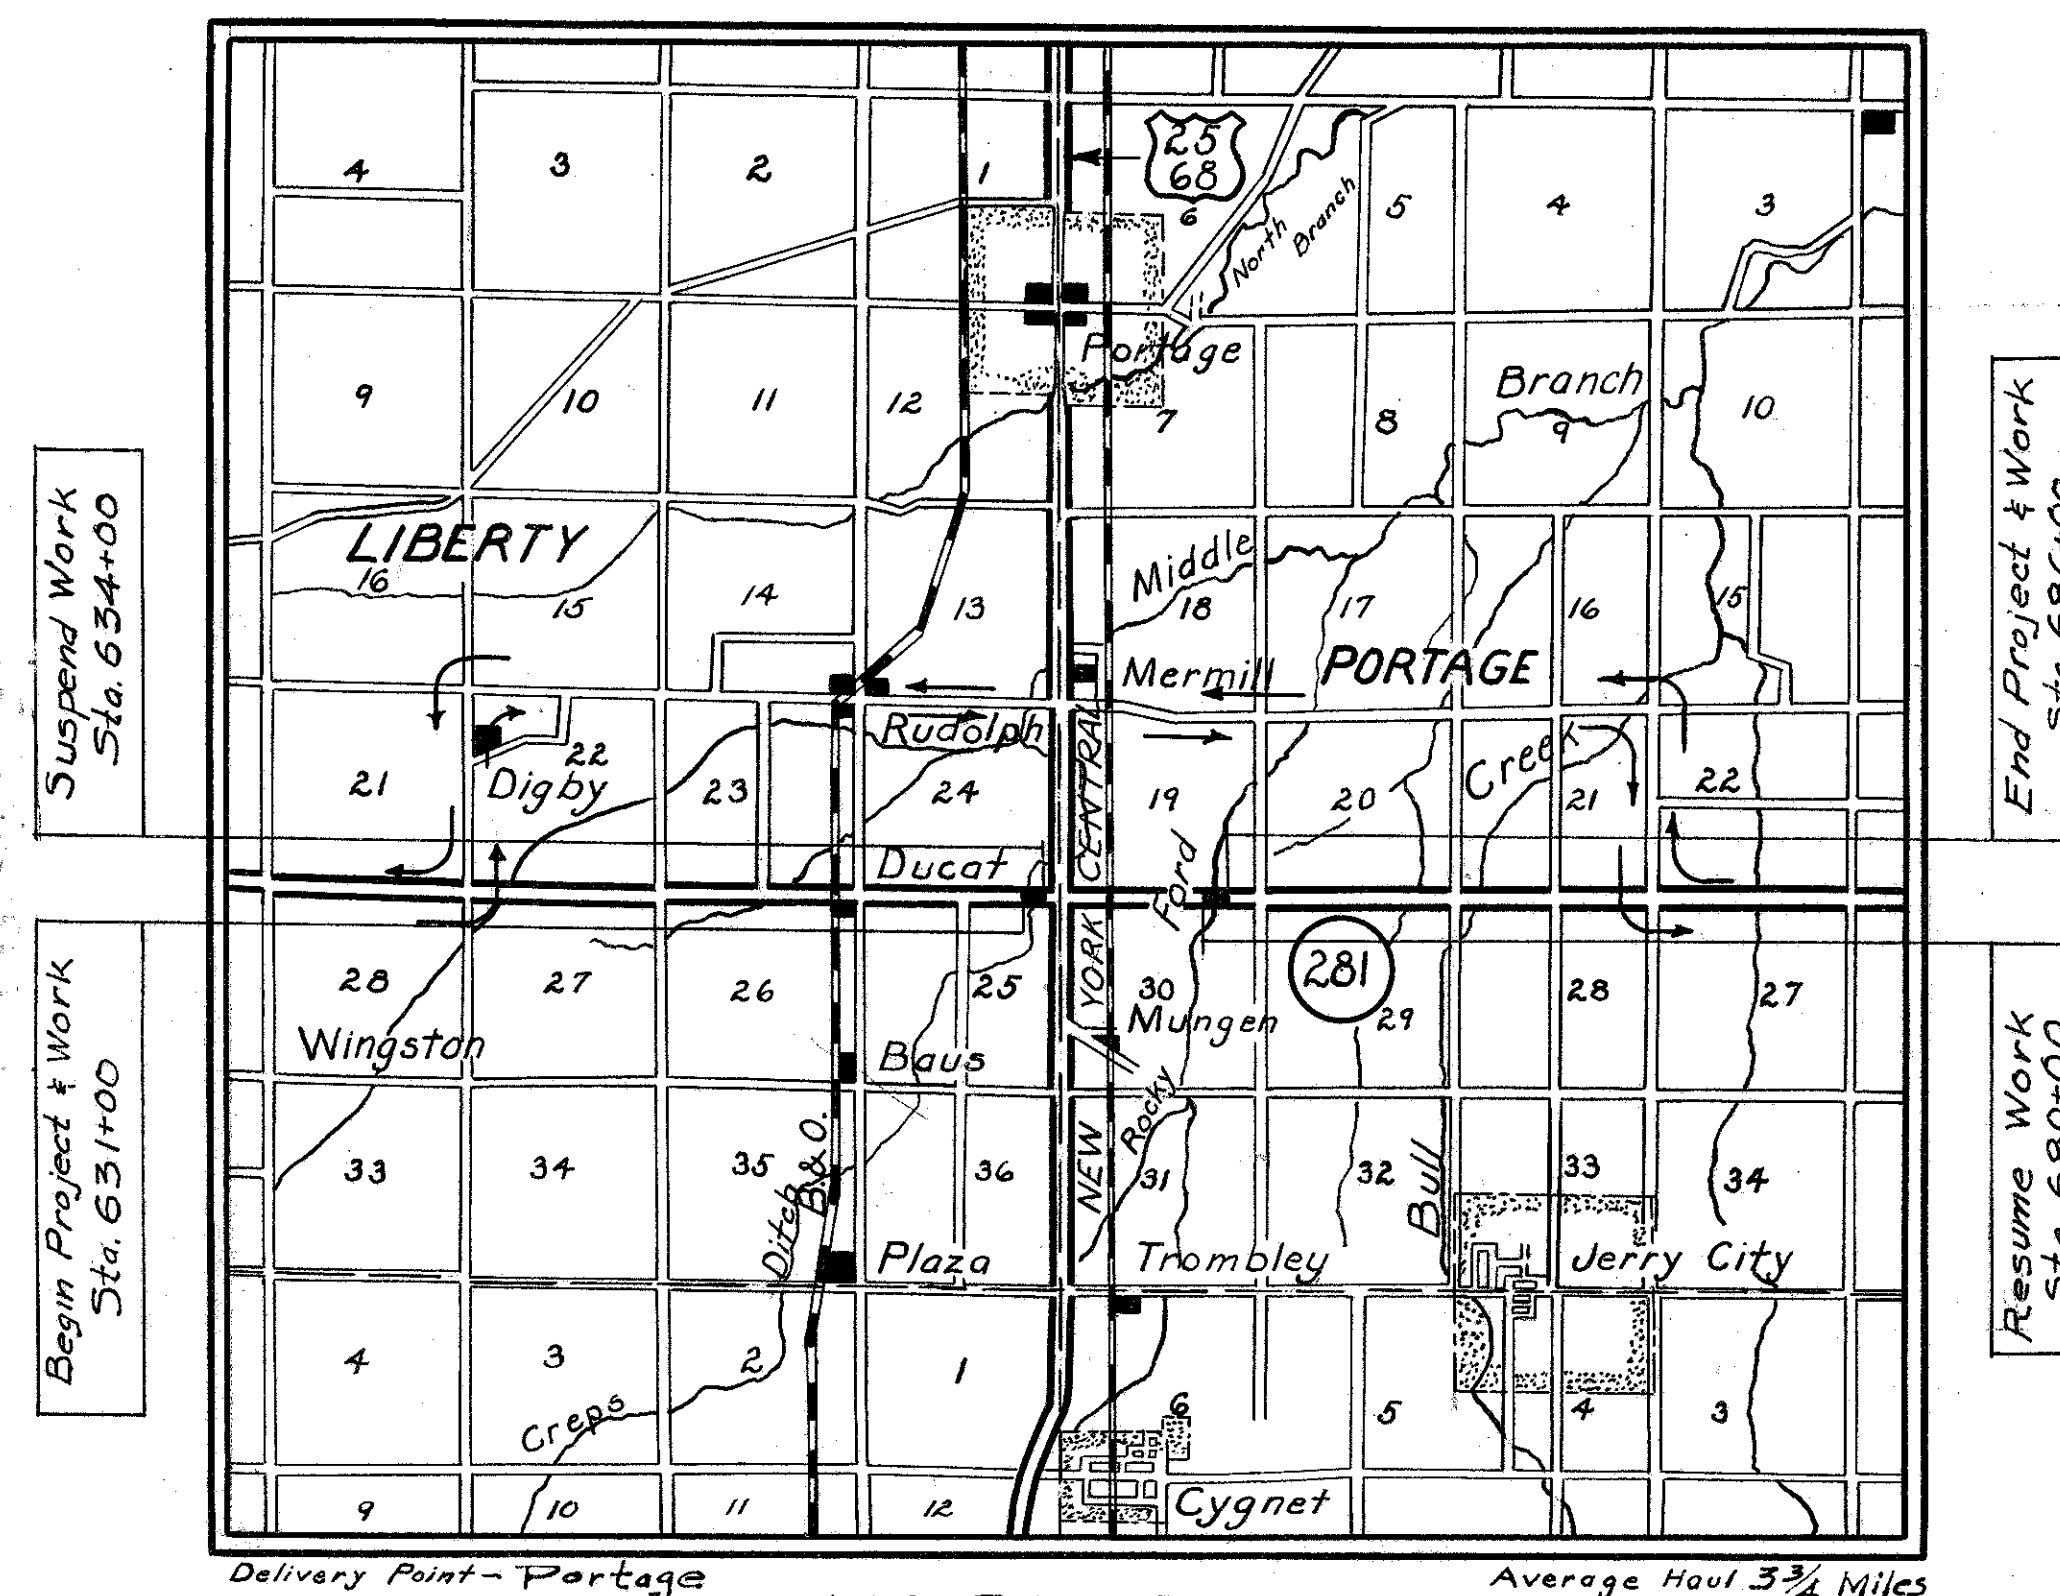 25
68
4
3
2
1
6
5
4
3
North
Branch
Portage
Branch
9
10
11
12
7
8
9
10
LIBERTY
Middle
16
15
14
13
18
17
16
15
Mermill
PORTAGE
Rudolph
Digby
Creek
21
22
23
24
19
20
21
22
Ducat
Ford
NEW YORK CENTRAL
281
28
27
26
25
30
29
28
27
Wingston
Baus
Mungen
Rocky
33
34
35
36
31
32
33
34
B.&O.
Ditch
Bull
Plaza
Trombley
Jerry City
4
3
2
1
6
5
4
3
Creps
9
10
11
12
Cygnet
Suspend Work
Sta. 634+00
Begin Project & Work
Sta. 631+00
End Project & Work
Resume Work
Delivery Point - Portage
Average Haul 3 3/4 Miles